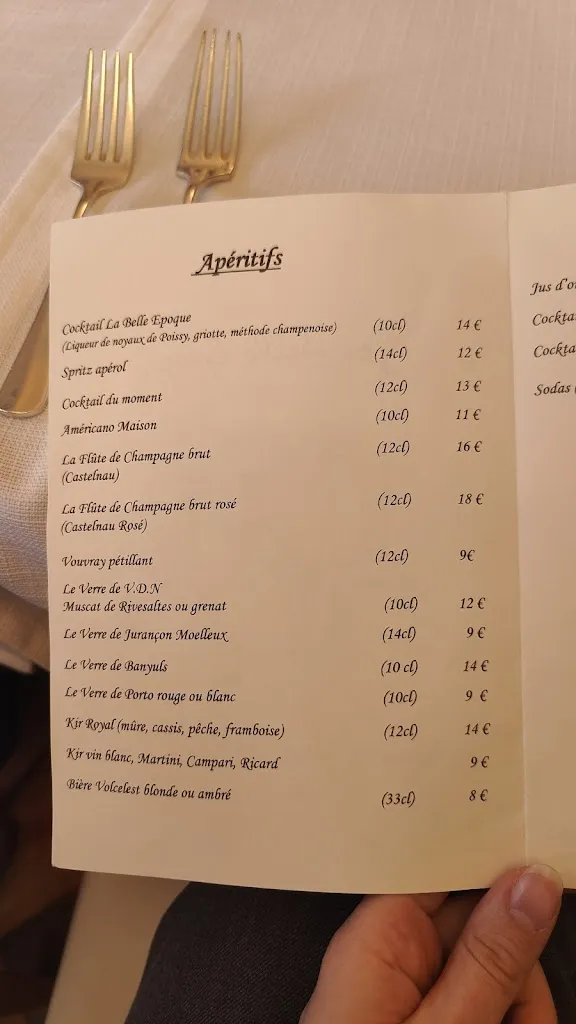 Apéritifs
Cocktail La Belle Epoque (10cl) 14 €
(Liqueur de noyaux de Poissy, griotte, méthode champenoise)
Spritz apérol (14cl) 12 €
Cocktail du moment (12cl) 13 €
Américano Maison (10cl) 11 €
La Flûte de Champagne brut (12cl) 16 €
(Castelnau)
La Flûte de Champagne brut rosé (12cl) 18 €
(Castelnau Rosé)
Vouvray pétillant (12cl) 9€
Le Verre de V.D.N
Muscat de Rivesaltes ou grenat (10cl) 12 €
Le Verre de Jurançon Moelleux (14cl) 9 €
Le Verre de Banyuls (10 cl) 14 €
Le Verre de Porto rouge ou blanc (10cl) 9 €
Kir Royal (mûre, cassis, pêche, framboise) (12cl) 14 €
Kir vin blanc, Martini, Campari, Ricard 9 €
Bière Volcelest blonde ou ambré (33cl) 8 €
Jus d'o
Cockta
Cockta
Sodas (